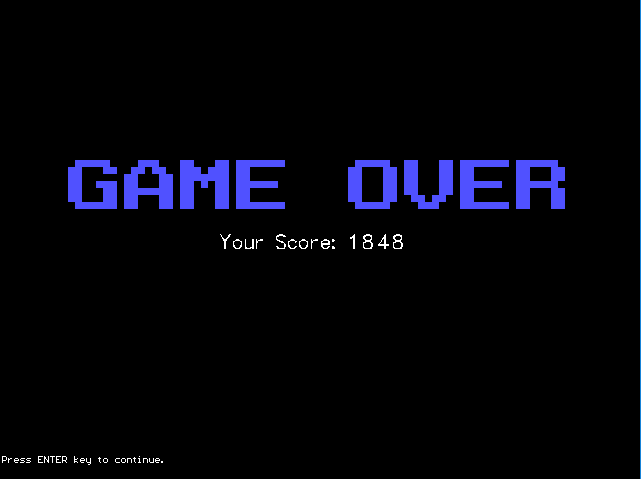 GAME OVER
Your Score: 1848
Press ENTER key to continue.